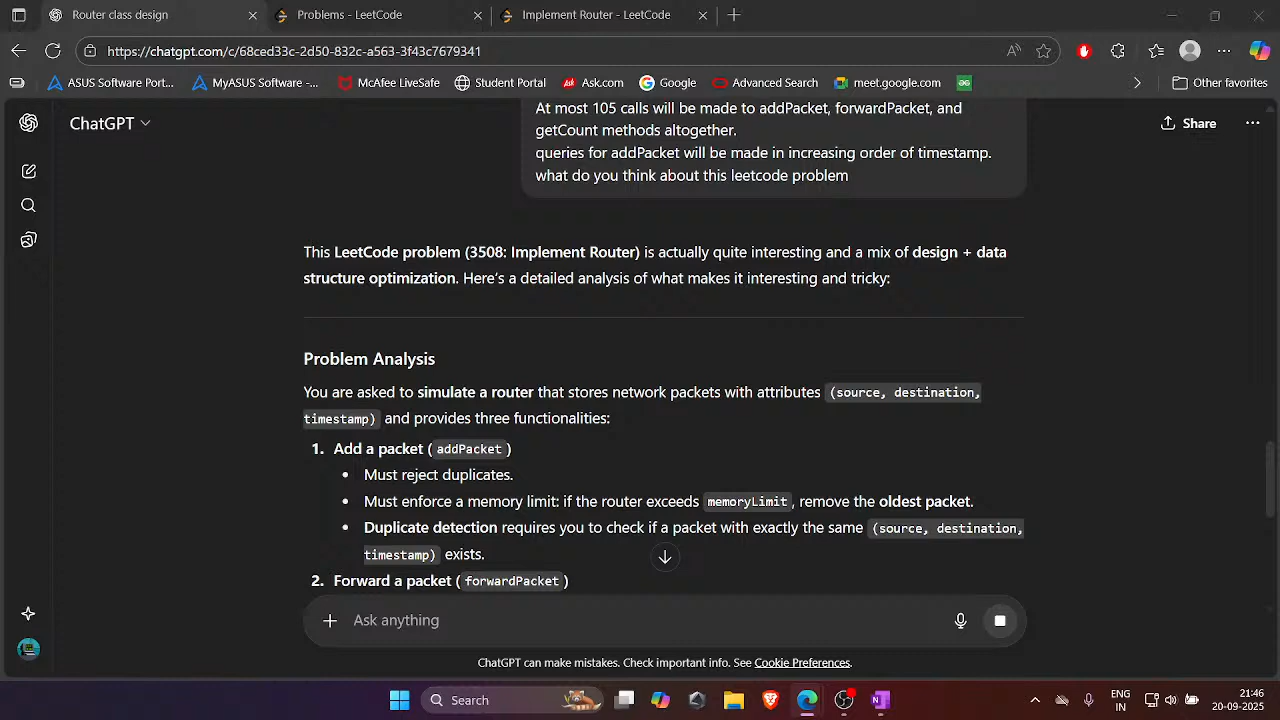 Router class design
Problems - LeetCode
Implement Router - LeetCode
https://chatgpt.com/c/68ced33c-2d50-832c-a563-3f43c7679341
ASUS Software Port...
MyASUS Software -...
McAfee LiveSafe
Student Portal
Ask Ask.com
Google
Advanced Search
meet.google.com
Other favorites
ChatGPT
Share
At most 105 calls will be made to addPacket, forwardPacket, and
getCount methods altogether.
queries for addPacket will be made in increasing order of timestamp.
what do you think about this leetcode problem
This LeetCode problem (3508: Implement Router) is actually quite interesting and a mix of design + data
structure optimization. Here's a detailed analysis of what makes it interesting and tricky:
Problem Analysis
You are asked to simulate a router that stores network packets with attributes (source, destination,
timestamp) and provides three functionalities:
1. Add a packet (addPacket)
• Must reject duplicates.
• Must enforce a memory limit: if the router exceeds memoryLimit, remove the oldest packet.
• Duplicate detection requires you to check if a packet with exactly the same (source, destination,
timestamp) exists.
2. Forward a packet (forwardPacket)
Ask anything
ChatGPT can make mistakes. Check important info. See Cookie Preferences.
Search
ENG
IN
21:46
20-09-2025